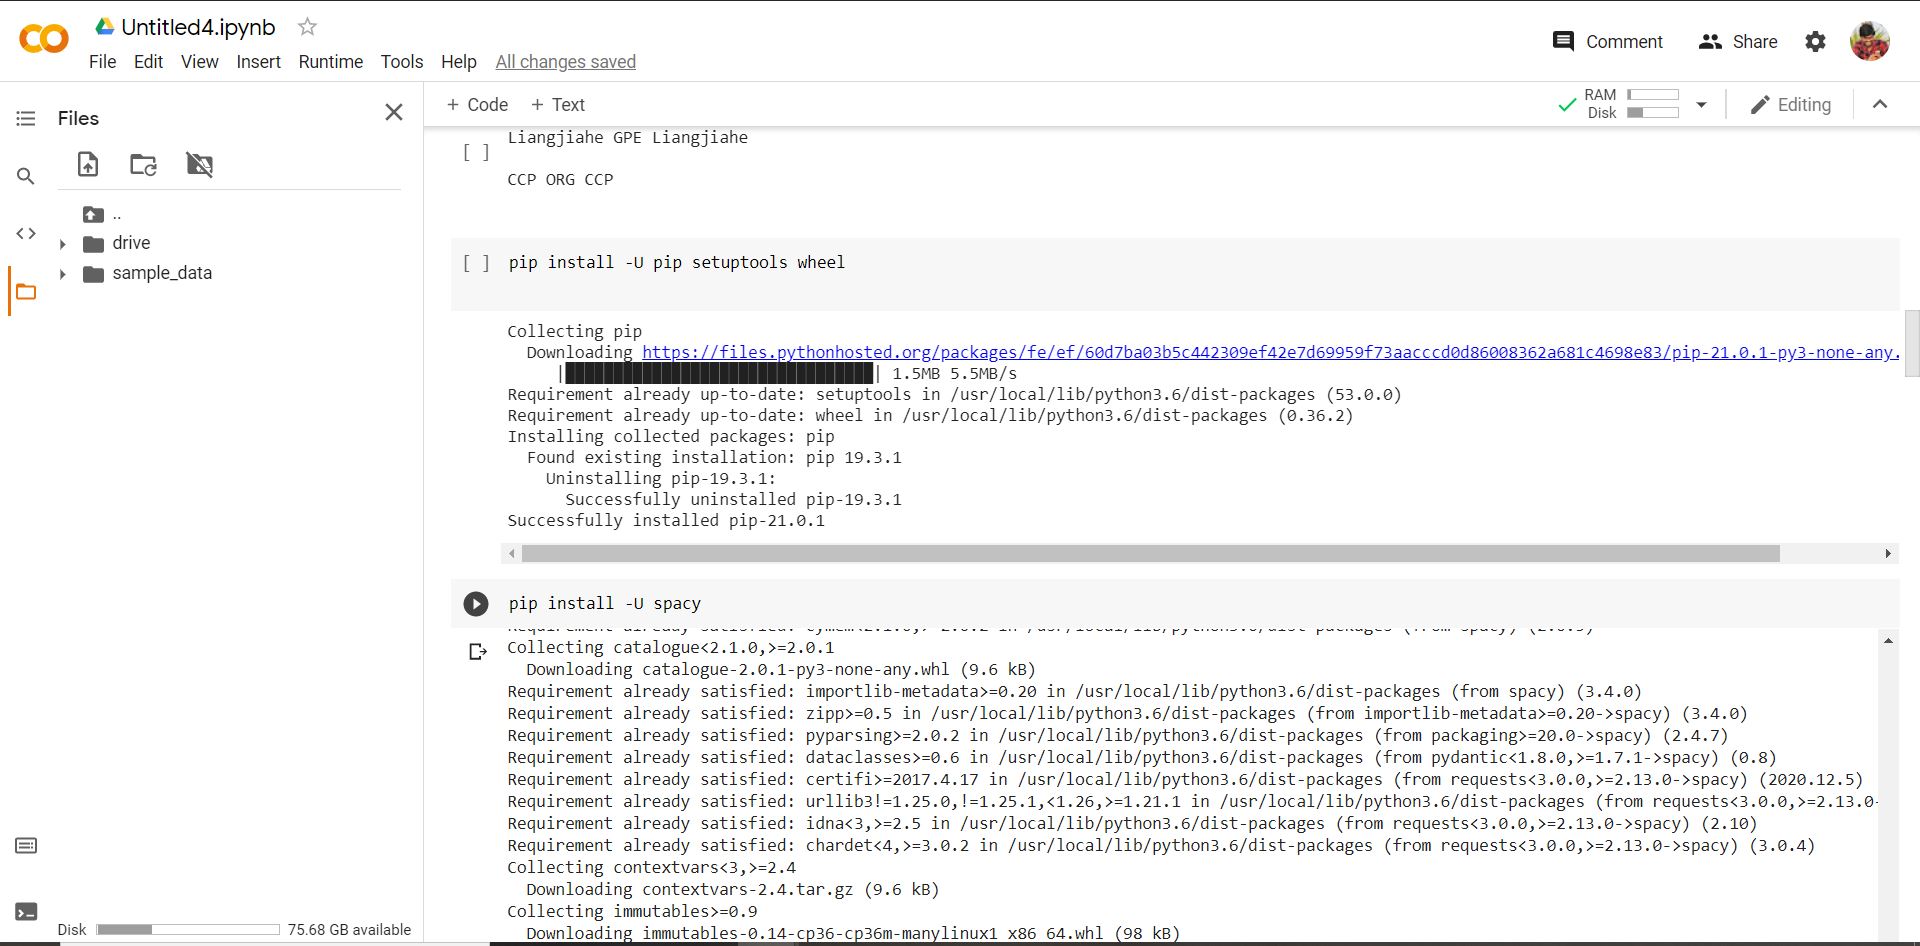 Untitled4.ipynb
File Edit View Insert Runtime Tools Help All changes saved
Comment
Share
Files
+ Code + Text
RAM
Disk
Editing
..
drive
sample_data
Disk 75.68 GB available
Liangjiahe GPE Liangjiahe
[ ]
CCP ORG CCP
[ ] pip install -U pip setuptools wheel
Collecting pip
Downloading https://files.pythonhosted.org/packages/fe/ef/60d7ba03b5c442309ef42e7d69959f73aacccd0d86008362a681c4698e83/pip-21.0.1-py3-none-any.
| 1.5MB 5.5MB/s
Requirement already up-to-date: setuptools in /usr/local/lib/python3.6/dist-packages (53.0.0)
Requirement already up-to-date: wheel in /usr/local/lib/python3.6/dist-packages (0.36.2)
Installing collected packages: pip
Found existing installation: pip 19.3.1
Uninstalling pip-19.3.1:
Successfully uninstalled pip-19.3.1
Successfully installed pip-21.0.1
pip install -U spacy
Collecting catalogue<2.1.0,>=2.0.1
Downloading catalogue-2.0.1-py3-none-any.whl (9.6 kB)
Requirement already satisfied: importlib-metadata>=0.20 in /usr/local/lib/python3.6/dist-packages (from spacy) (3.4.0)
Requirement already satisfied: zipp>=0.5 in /usr/local/lib/python3.6/dist-packages (from importlib-metadata>=0.20->spacy) (3.4.0)
Requirement already satisfied: pyparsing>=2.0.2 in /usr/local/lib/python3.6/dist-packages (from packaging>=20.0->spacy) (2.4.7)
Requirement already satisfied: dataclasses>=0.6 in /usr/local/lib/python3.6/dist-packages (from pydantic<1.8.0,>=1.7.1->spacy) (0.8)
Requirement already satisfied: certifi>=2017.4.17 in /usr/local/lib/python3.6/dist-packages (from requests<3.0.0,>=2.13.0->spacy) (2020.12.5)
Requirement already satisfied: urllib3!=1.25.0,!=1.25.1,<1.26,>=1.21.1 in /usr/local/lib/python3.6/dist-packages (from requests<3.0.0,>=2.13.0-
Requirement already satisfied: idna<3,>=2.5 in /usr/local/lib/python3.6/dist-packages (from requests<3.0.0,>=2.13.0->spacy) (2.10)
Requirement already satisfied: chardet<4,>=3.0.2 in /usr/local/lib/python3.6/dist-packages (from requests<3.0.0,>=2.13.0->spacy) (3.0.4)
Collecting contextvars<3,>=2.4
Downloading contextvars-2.4.tar.gz (9.6 kB)
Collecting immutables>=0.9
Downloading immutables-0.14-cp36-cp36m-manylinux1_x86_64.whl (98 kB)